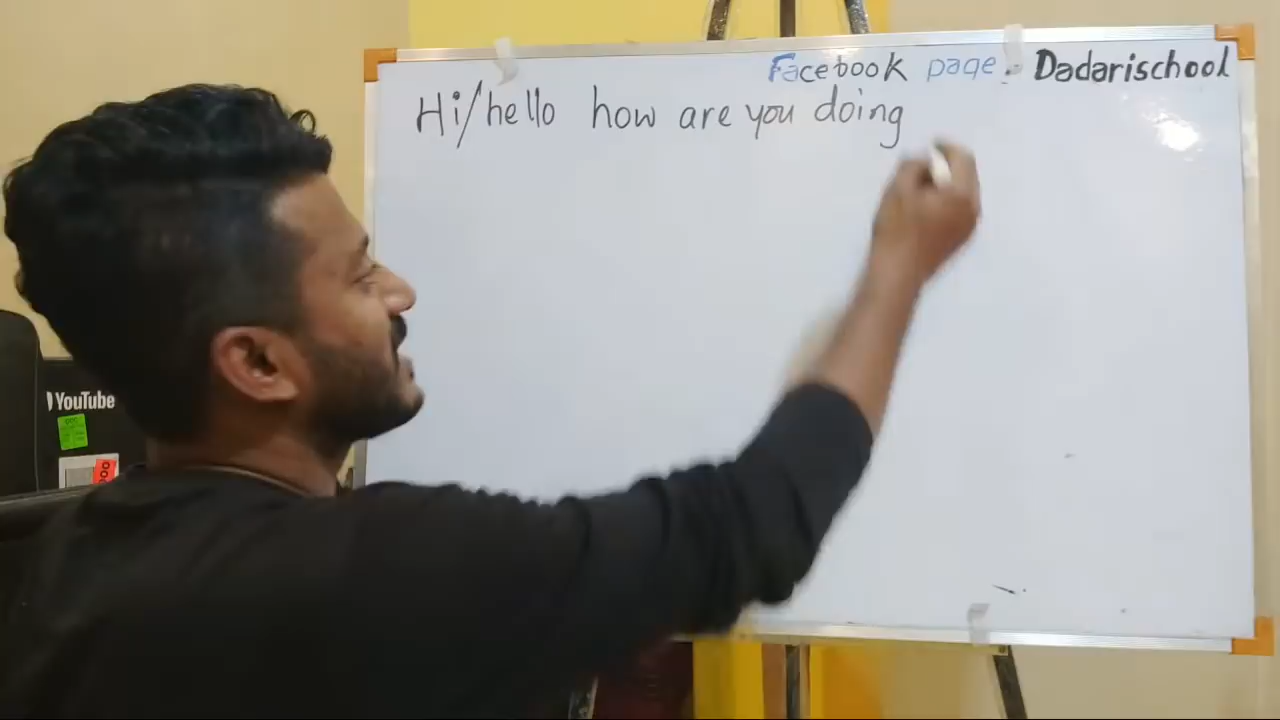 Facebook page : Dadarischool
Hi/hello how are you doing
YouTube